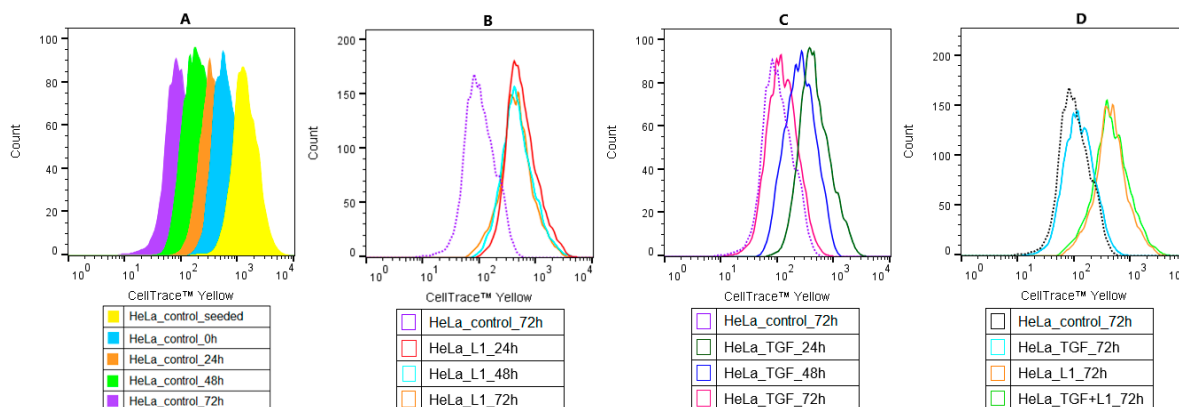 A
100
80
60
40
20
0
Count
10^0
10^1
10^2
10^3
10^4
CellTrace™ Yellow
HeLa_control_seeded
HeLa_control_0h
HeLa_control_24h
HeLa_control_48h
HeLa_control_72h
B
200
150
100
50
0
Count
10^0
10^1
10^2
10^3
10^4
CellTrace™ Yellow
HeLa_control_72h
HeLa_L1_24h
HeLa_L1_48h
HeLa_L1_72h
C
100
80
60
40
20
0
Count
10^0
10^1
10^2
10^3
10^4
CellTrace™ Yellow
HeLa_control_72h
HeLa_TGF_24h
HeLa_TGF_48h
HeLa_TGF_72h
D
200
150
100
50
0
Count
10^0
10^1
10^2
10^3
10^4
CellTrace™ Yellow
HeLa_control_72h
HeLa_TGF_72h
HeLa_L1_72h
HeLa_TGF+L1_72h